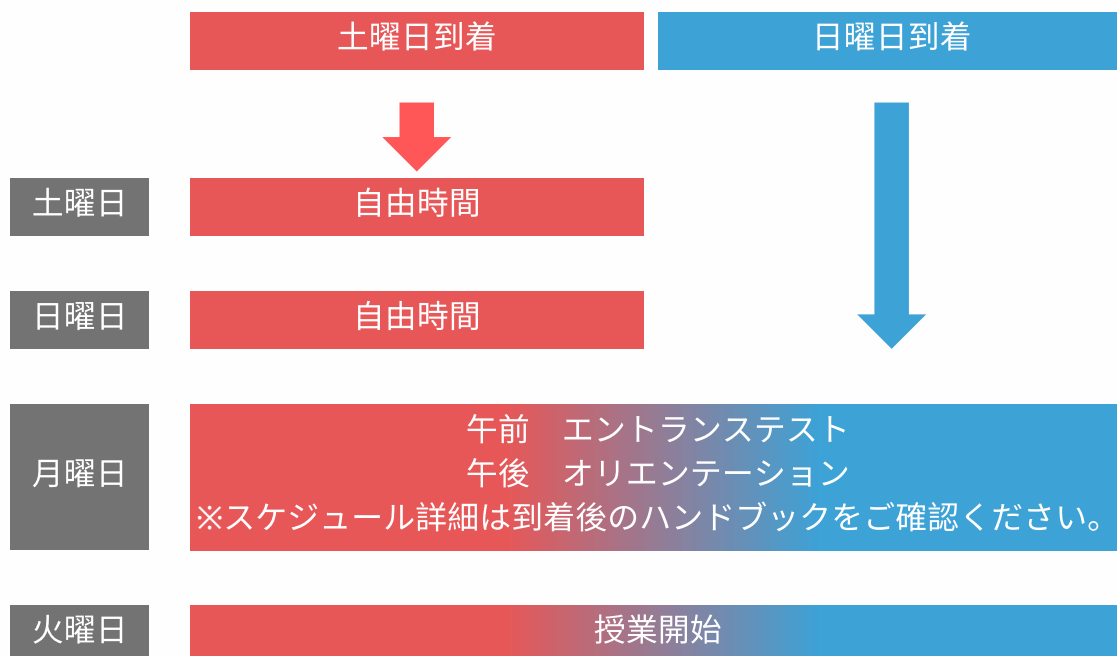 土曜日到着
日曜日到着
土曜日
自由時間
日曜日
自由時間
月曜日
午前　エントランステスト
午後　オリエンテーション
※スケジュール詳細は到着後のハンドブックをご確認ください。
火曜日
授業開始